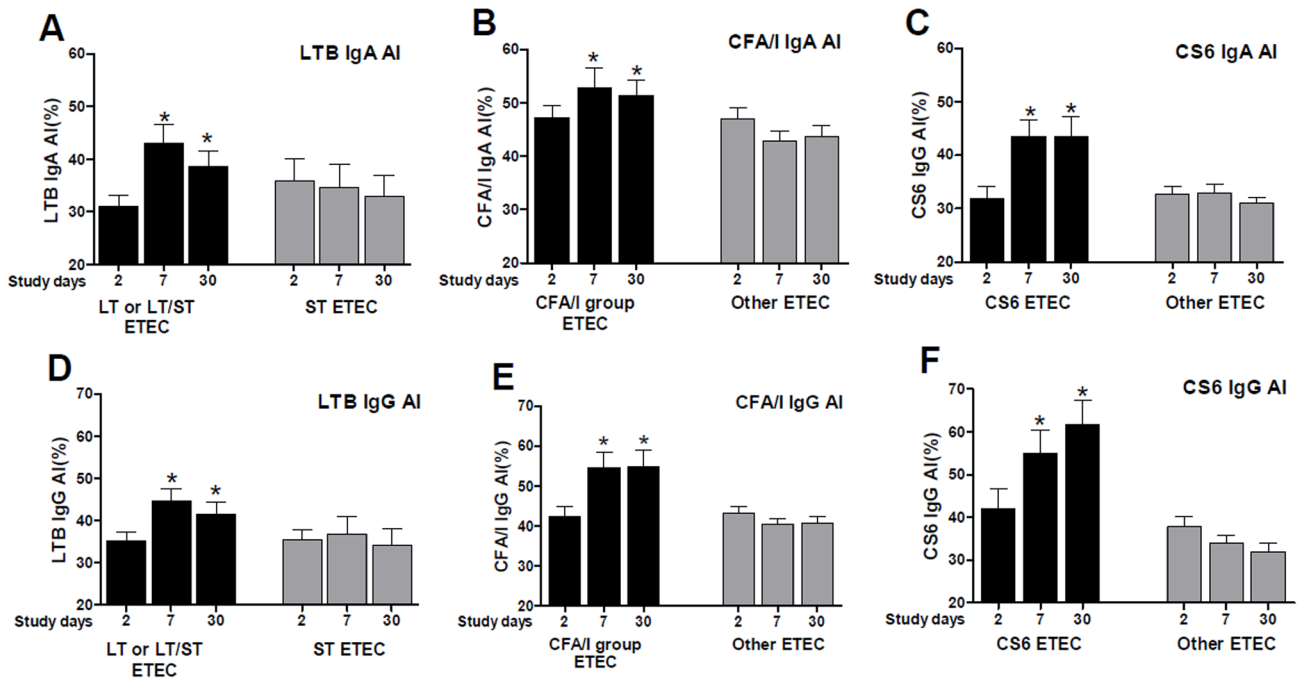 A
LTB IgA AI
LTB IgA AI(%)
60
50
40
30
20
*
*
Study days
2
7
30
2
7
30
LT or LT/ST
ETEC
ST ETEC
B
CFA/I IgA AI
CFA/I IgA AI(%)
60
50
40
30
20
*
*
2
7
30
2
7
30
CFA/I group
ETEC
Other ETEC
C
CS6 IgA AI
CS6 IgG AI(%)
60
50
40
30
20
*
*
Study days
2
7
30
2
7
30
CS6 ETEC
Other ETEC
D
LTB IgG AI
LTB IgG AI(%)
70
60
50
40
30
20
*
*
Study days
2
7
30
2
7
30
LT or LT/ST
ETEC
ST ETEC
E
CFA/I IgG AI
CFA/I IgG AI(%)
70
60
50
40
30
20
*
*
Study days
2
7
30
2
7
30
CFA/I group
ETEC
Other ETEC
F
CS6 IgG AI
CS6 IgG AI(%)
70
60
50
40
30
20
*
*
Study days
2
7
30
2
7
30
CS6 ETEC
Other ETEC